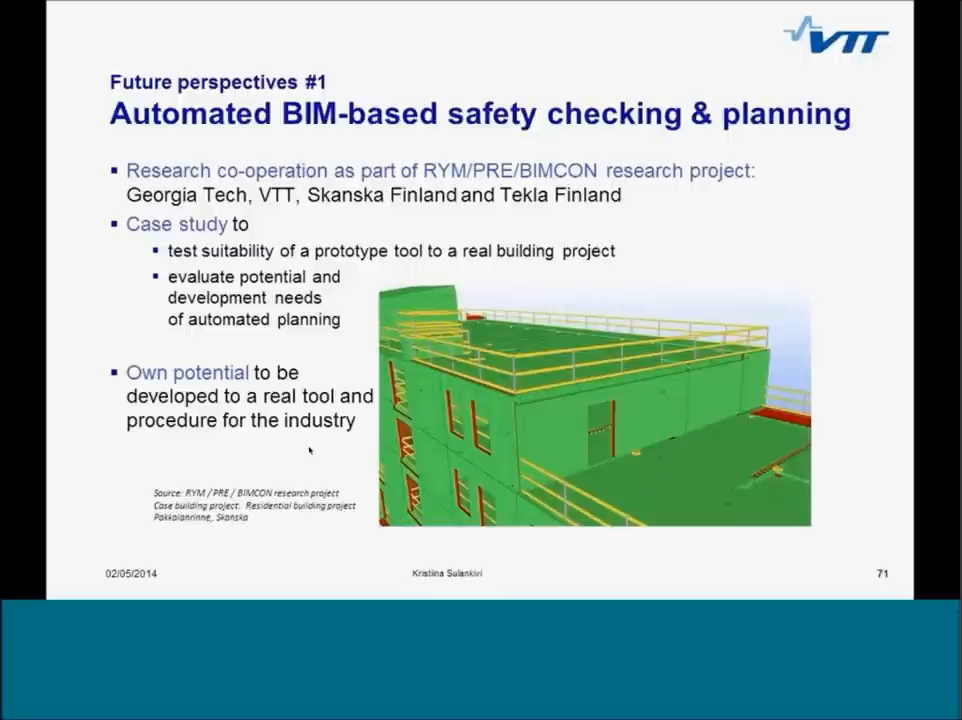 VTT
Future perspectives #1
Automated BIM-based safety checking & planning
▪ Research co-operation as part of RYM/PRE/BIMCON research project:
Georgia Tech, VTT, Skanska Finland and Tekla Finland
▪ Case study to
▪ test suitability of a prototype tool to a real building project
▪ evaluate potential and
development needs
of automated planning
▪ Own potential to be
developed to a real tool and
procedure for the industry
Source: RYM / PRE / BIMCON research project
Case building project: Residential building project
Pakkalanrinne, Skanska
02/05/2014
Kristiina Sulankivi
71